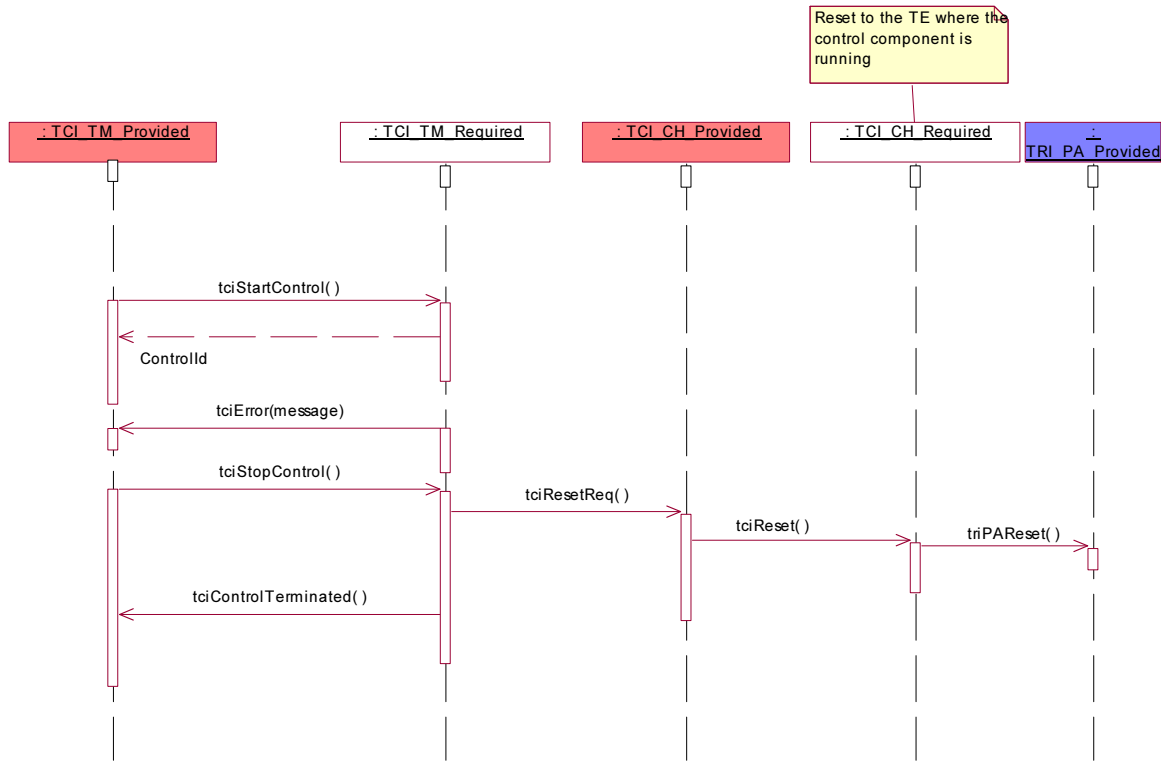 Reset to the TE where the
control component is
running
: TCI_TM_Provided
: TCI_TM_Required
: TCI_CH_Provided
: TCI_CH_Required
:
TRI_PA_Provided
tciStartControl( )
ControlId
tciError(message)
tciStopControl( )
tciResetReq( )
tciReset( )
triPAReset( )
tciControlTerminated( )